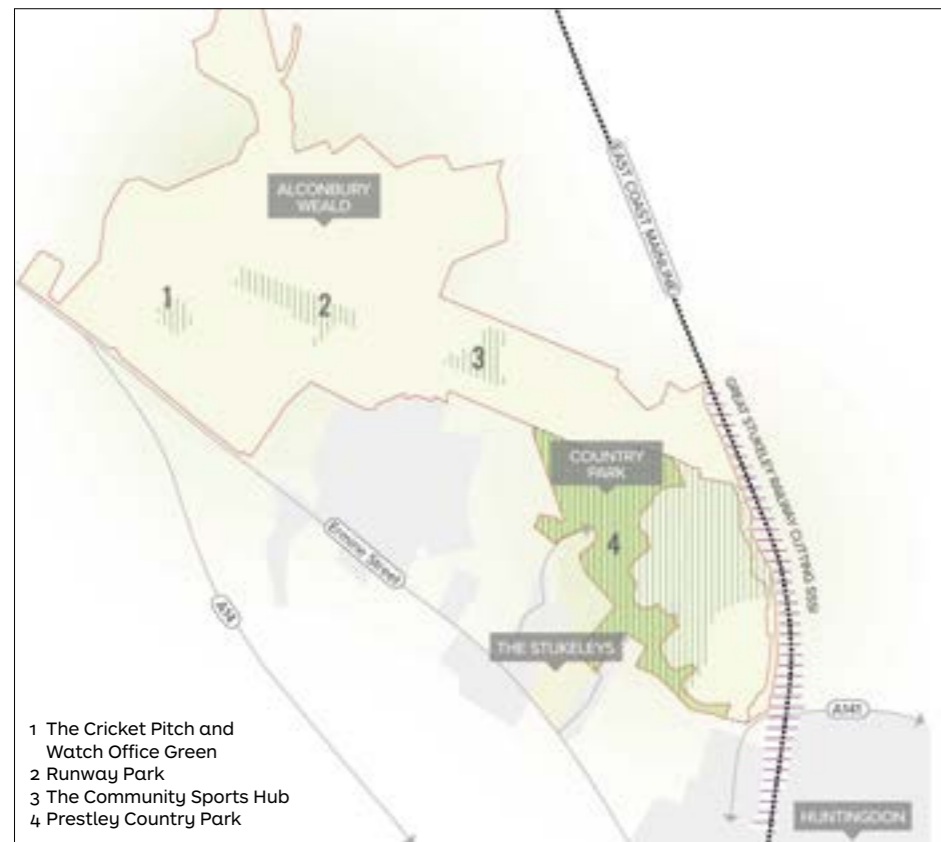 ALCONBURY
WEALD
EAST COAST MAINLINE
1
2
3
GREAT STUKELEY RAILWAY CUTTING SSSI
COUNTRY
PARK
4
Ermine Street
A14
THE STUKELEYS
A141
HUNTINGDON
1 The Cricket Pitch and
Watch Office Green
2 Runway Park
3 The Community Sports Hub
4 Prestley Country Park